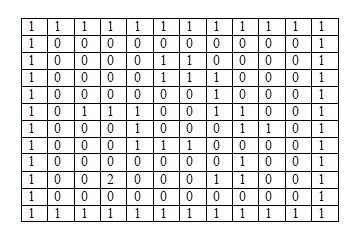 1 1 1 1 1 1 1 1 1 1 1 1
1 0 0 0 0 0 0 0 0 0 0 1
1 0 0 0 0 1 1 0 0 0 0 1
1 0 0 0 0 1 1 1 0 0 0 1
1 0 0 0 0 0 0 1 0 0 0 1
1 0 1 1 1 0 0 1 1 0 0 1
1 0 0 0 1 0 0 0 1 1 0 1
1 0 0 0 1 1 1 0 0 0 0 1
1 0 0 0 0 0 0 0 1 0 0 1
1 0 0 2 0 0 0 1 1 0 0 1
1 0 0 0 0 0 0 0 0 0 0 1
1 1 1 1 1 1 1 1 1 1 1 1